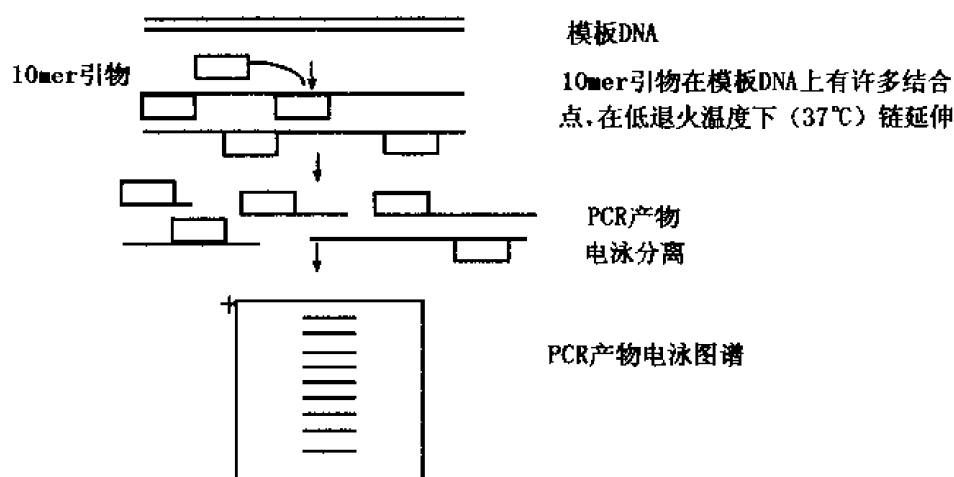 模板DNA
10mer引物
10mer引物在模板DNA上有许多结合
点.在低退火温度下（37℃）链延伸
PCR产物
电泳分离
PCR产物电泳图谱